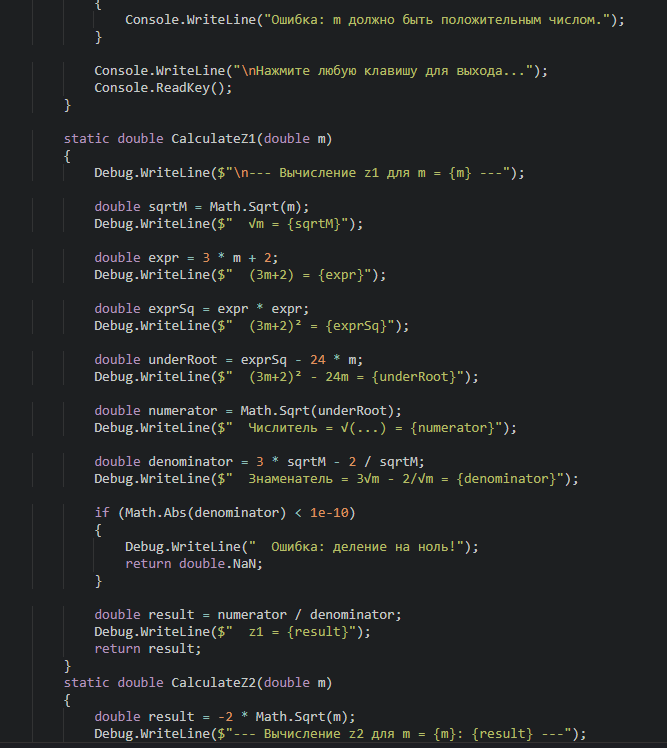 {
Console.WriteLine("Ошибка: m должно быть положительным числом.");
}
Console.WriteLine("\nНажмите любую клавишу для выхода...");
Console.ReadKey();
}
static double CalculateZ1(double m)
{
Debug.WriteLine($"\n--- Вычисление z1 для m = {m} ---");
double sqrtM = Math.Sqrt(m);
Debug.WriteLine($"  √m = {sqrtM}");
double expr = 3 * m + 2;
Debug.WriteLine($"  (3m+2) = {expr}");
double exprSq = expr * expr;
Debug.WriteLine($"  (3m+2)² = {exprSq}");
double underRoot = exprSq - 24 * m;
Debug.WriteLine($"  (3m+2)² - 24m = {underRoot}");
double numerator = Math.Sqrt(underRoot);
Debug.WriteLine($"  Числитель = √(...) = {numerator}");
double denominator = 3 * sqrtM - 2 / sqrtM;
Debug.WriteLine($"  Знаменатель = 3√m - 2/√m = {denominator}");
if (Math.Abs(denominator) < 1e-10)
{
Debug.WriteLine("  Ошибка: деление на ноль!");
return double.NaN;
}
double result = numerator / denominator;
Debug.WriteLine($"  z1 = {result}");
return result;
}
static double CalculateZ2(double m)
{
double result = -2 * Math.Sqrt(m);
Debug.WriteLine($"--- Вычисление z2 для m = {m}: {result} ---");